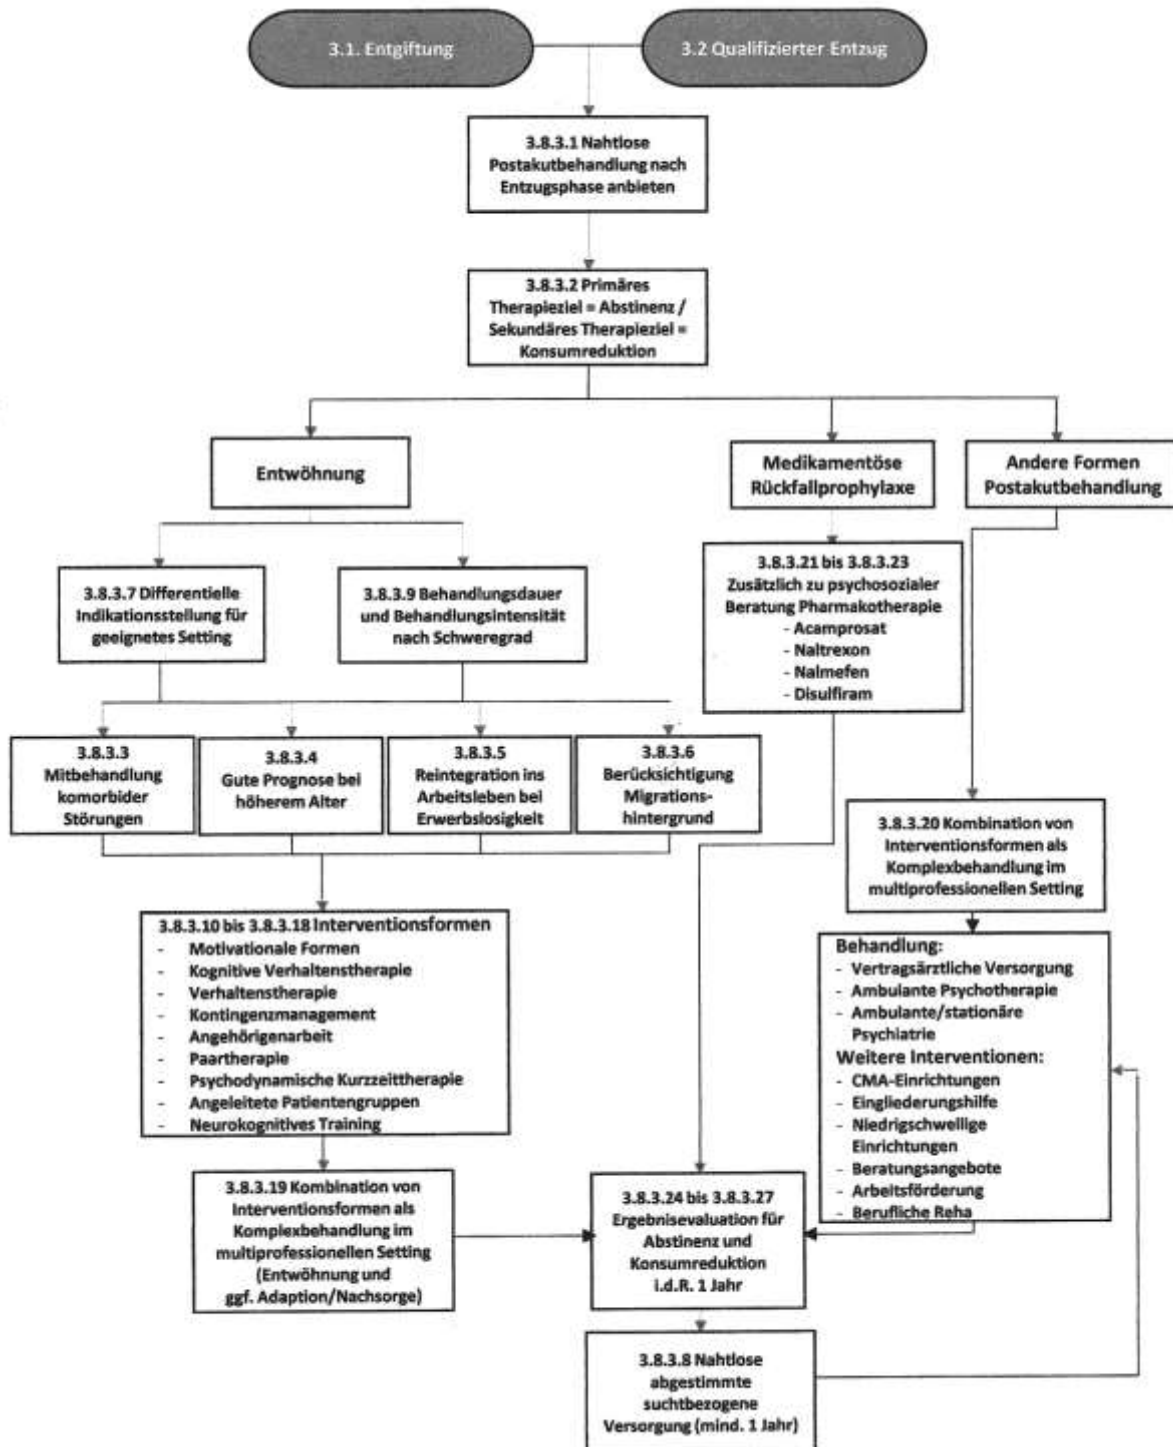 3.1. Entgiftung
3.2 Qualifizierter Entzug
3.8.3.1 Nahtlose
Postakutbehandlung nach
Entzugsphase anbieten
3.8.3.2 Primäres
Therapieziel = Abstinenz /
Sekundäres Therapieziel =
Konsumreduktion
Entwöhnung
Medikamentöse
Rückfallprophylaxe
Andere Formen
Postakutbehandlung
3.8.3.7 Differentielle
Indikationsstellung für
geeignetes Setting
3.8.3.9 Behandlungsdauer
und Behandlungsintensität
nach Schweregrad
3.8.3.21 bis 3.8.3.23
Zusätzlich zu psychosozialer
Beratung Pharmakotherapie
- Acamprosat
- Naltrexon
- Nalmefen
- Disulfiram
3.8.3.3
Mitbehandlung
komorbider
Störungen
3.8.3.4
Gute Prognose bei
höherem Alter
3.8.3.5
Reintegration ins
Arbeitsleben bei
Erwerbslosigkeit
3.8.3.6
Berücksichtigung
Migrations-
hintergrund
3.8.3.20 Kombination von
Interventionsformen als
Komplexbehandlung im
multiprofessionellen Setting
3.8.3.10 bis 3.8.3.18 Interventionsformen
- Motivationale Formen
- Kognitive Verhaltenstherapie
- Verhaltenstherapie
- Kontingenzmanagement
- Angehörigenarbeit
- Paartherapie
- Psychodynamische Kurzzeittherapie
- Angeleitete Patientengruppen
- Neurokognitives Training
Behandlung:
- Vertragsärztliche Versorgung
- Ambulante Psychotherapie
- Ambulante/stationäre
Psychiatrie
Weitere Interventionen:
- CMA-Einrichtungen
- Eingliederungshilfe
- Niedrigschwellige
Einrichtungen
- Beratungsangebote
- Arbeitsförderung
- Berufliche Reha
3.8.3.19 Kombination von
Interventionsformen als
Komplexbehandlung im
multiprofessionellen Setting
(Entwöhnung und
ggf. Adaption/Nachsorge)
3.8.3.24 bis 3.8.3.27
Ergebnisevaluation für
Abstinenz und
Konsumreduktion
i.d.R. 1 Jahr
3.8.3.8 Nahtlose
abgestimmte
suchtbezogene
Versorgung (mind. 1 Jahr)